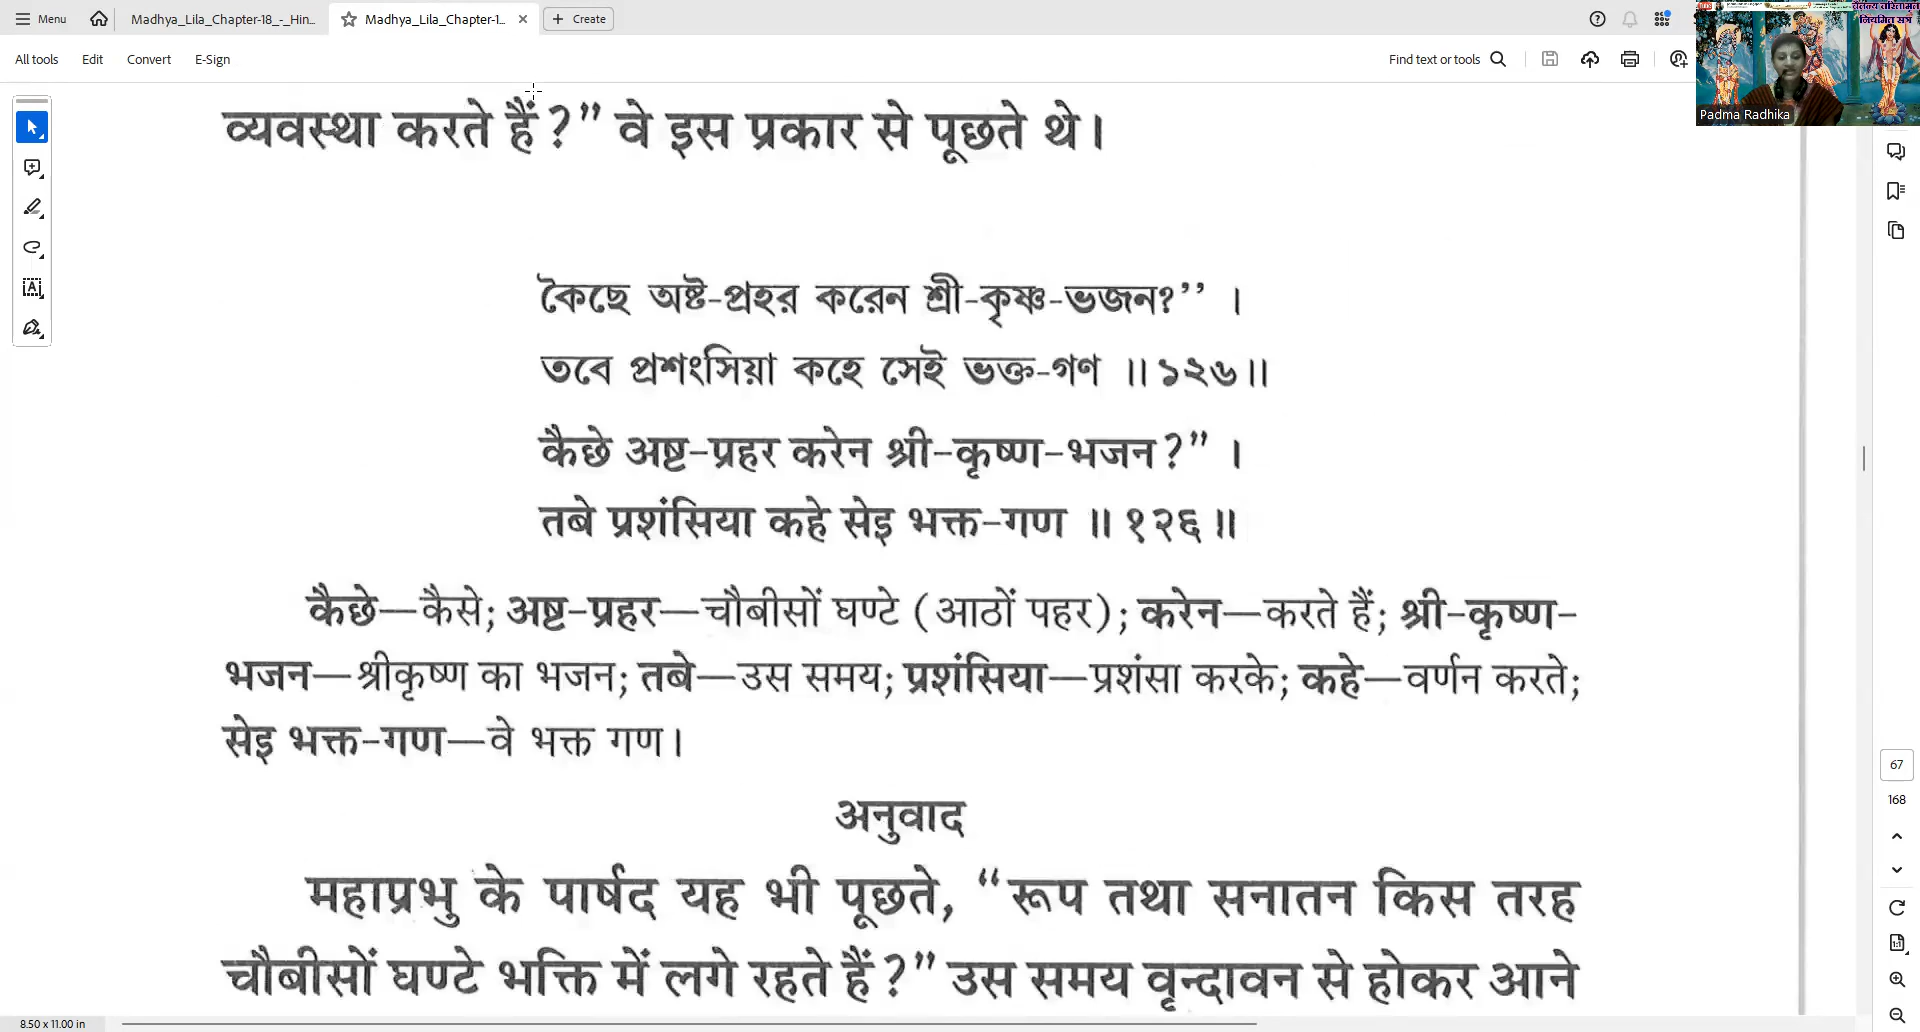 Menu
Madhya_Lila_Chapter-18_-_Hin...
Madhya_Lila_Chapter-1...
Create
All tools
Edit
Convert
E-Sign
Find text or tools
चैतन्य चरितामृत
नियमित सत्र
Padma Radhika
व्यवस्था करते हैं?” वे इस प्रकार से पूछते थे।
কৈছে অষ্ট-প্রহর করেন শ্রী-কৃষ্ণ-ভজন?’’ ।
তবে প্রশংসিয়া কহে সেই ভক্ত-গণ ॥১২৬॥
कैछे अष्ट-प्रहर करेन श्री-कृष्ण-भजन?” ।
तबे प्रशंसिया कहे सेइ भक्त-गण ॥१२६॥
कैछे—कैसे; अष्ट-प्रहर—चौबीसों घण्टे (आठों पहर); करेन—करते हैं; श्री-कृष्ण-
भजन—श्रीकृष्ण का भजन; तबे—उस समय; प्रशंसिया—प्रशंसा करके; कहे—वर्णन करते;
सेइ भक्त-गण—वे भक्त गण।
अनुवाद
महाप्रभु के पार्षद यह भी पूछते, “रूप तथा सनातन किस तरह
चौबीसों घण्टे भक्ति में लगे रहते हैं?” उस समय वृन्दावन से होकर आने
67
168
8.50 x 11.00 in